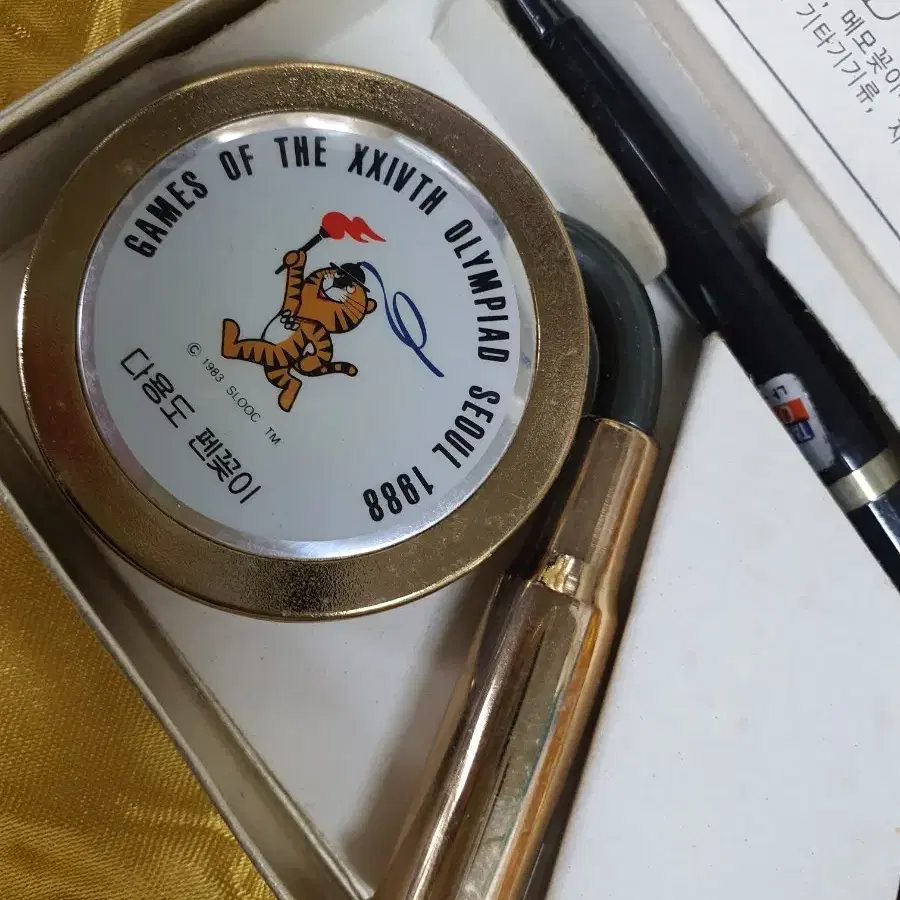 GAMES OF THE XXIVTH OLYMPIAD SEOUL 1988
© 1983 SLOOC TM
다용도 펜꽂이
메모꽂이
기타기기류,